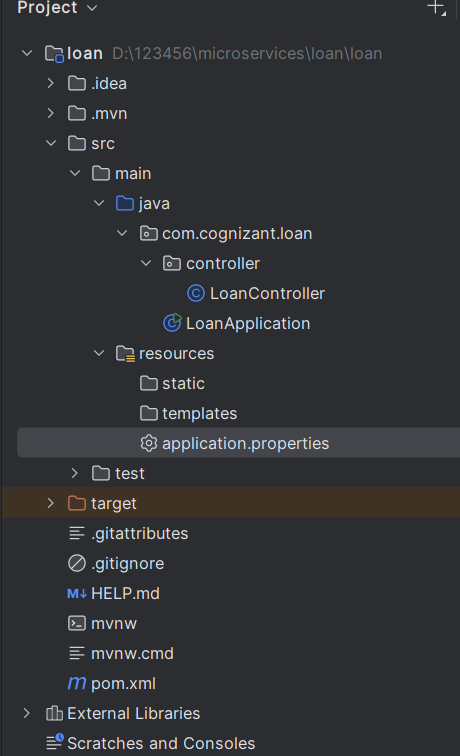 Project
loan D:\123456\microservices\loan\loan
.idea
.mvn
src
main
java
com.cognizant.loan
controller
LoanController
LoanApplication
resources
static
templates
application.properties
test
target
.gitattributes
.gitignore
HELP.md
mvnw
mvnw.cmd
pom.xml
External Libraries
Scratches and Consoles